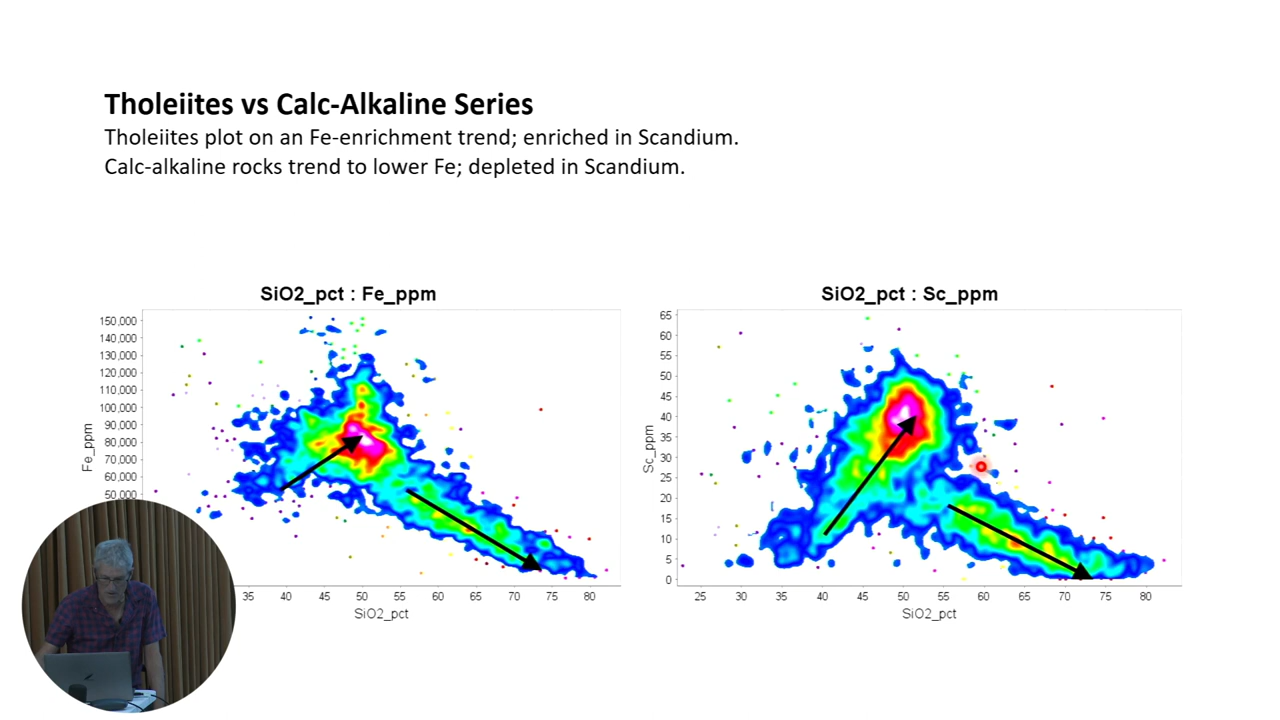 Tholeiites vs Calc-Alkaline Series
Tholeiites plot on an Fe-enrichment trend; enriched in Scandium.
Calc-alkaline rocks trend to lower Fe; depleted in Scandium.
SiO2_pct : Fe_ppm
150,000
140,000
130,000
120,000
110,000
100,000
90,000
80,000
70,000
60,000
50,000
Fe_ppm
35 40 45 50 55 60 65 70 75 80
SiO2_pct
SiO2_pct : Sc_ppm
65
60
55
50
45
40
35
30
25
20
15
10
5
0
Sc_ppm
25 30 35 40 45 50 55 60 65 70 75 80
SiO2_pct